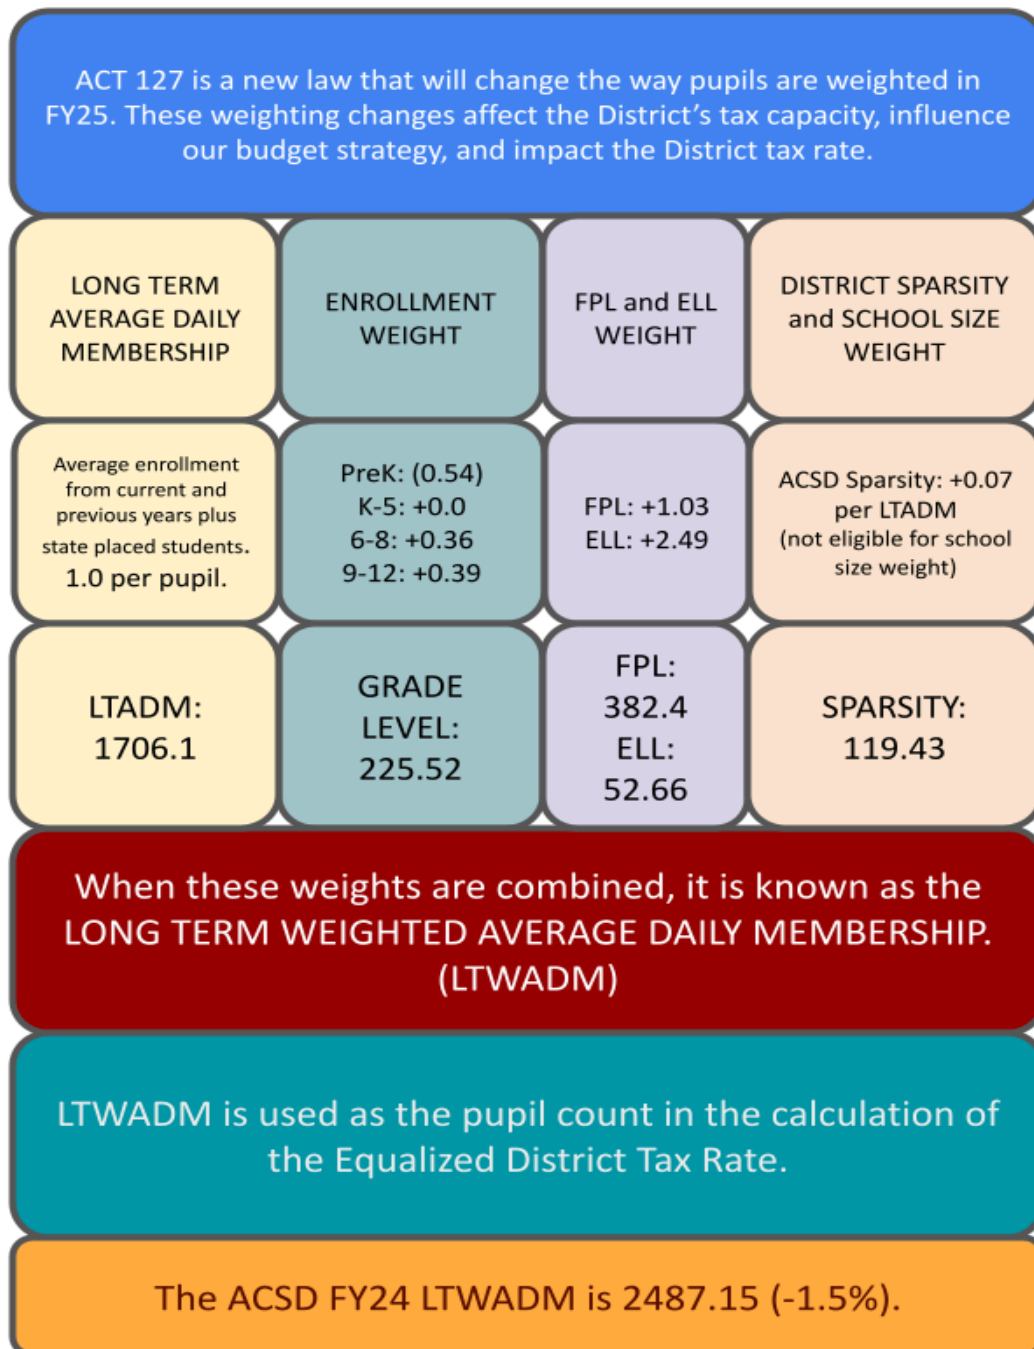 ACT 127 is a new law that will change the way pupils are weighted in
FY25. These weighting changes affect the District's tax capacity, influence
our budget strategy, and impact the District tax rate.
LONG TERM
AVERAGE DAILY
MEMBERSHIP
ENROLLMENT
WEIGHT
FPL and ELL
WEIGHT
DISTRICT SPARSITY
and SCHOOL SIZE
WEIGHT
Average enrollment
from current and
previous years plus
state placed students.
1.0 per pupil.
PreK: (0.54)
K-5: +0.0
6-8: +0.36
9-12: +0.39
FPL: +1.03
ELL: +2.49
ACSD Sparsity: +0.07
per LTADM
(not eligible for school
size weight)
LTADM:
1706.1
GRADE
LEVEL:
225.52
FPL:
382.4
ELL:
52.66
SPARSITY:
119.43
When these weights are combined, it is known as the
LONG TERM WEIGHTED AVERAGE DAILY MEMBERSHIP.
(LTWADM)
LTWADM is used as the pupil count in the calculation of
the Equalized District Tax Rate.
The ACSD FY24 LTWADM is 2487.15 (-1.5%).